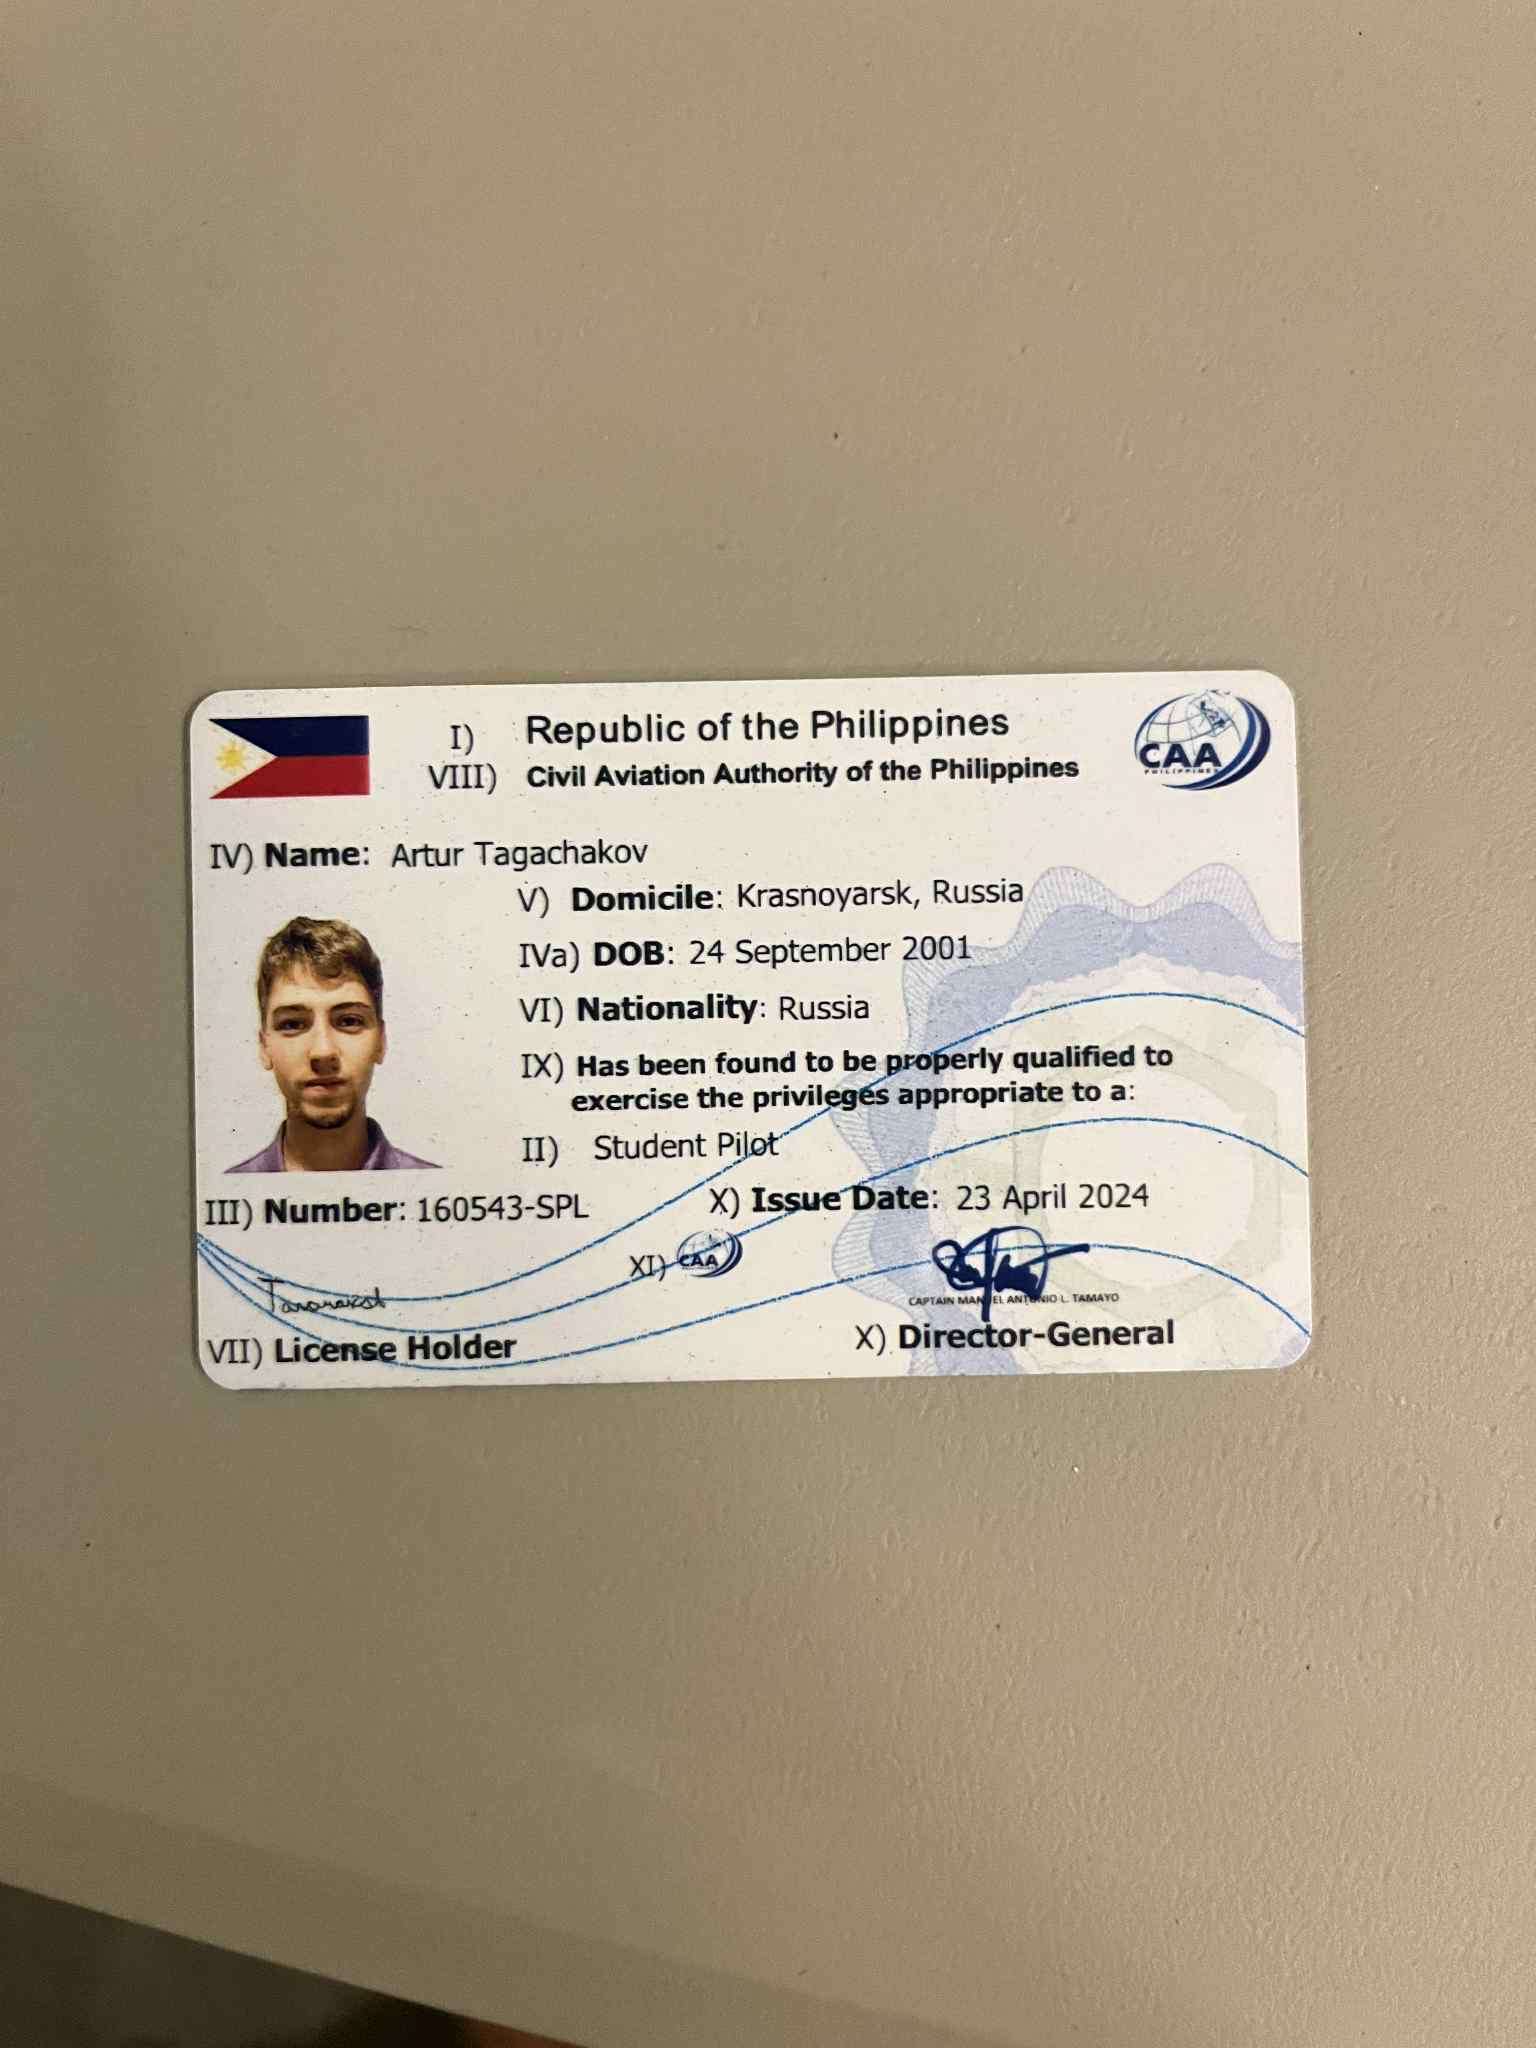 I) Republic of the Philippines
VIII) Civil Aviation Authority of the Philippines
CAA
PHILIPPINES
IV) Name: Artur Tagachakov
V) Domicile: Krasnoyarsk, Russia
IVa) DOB: 24 September 2001
VI) Nationality: Russia
IX) Has been found to be properly qualified to
exercise the privileges appropriate to a:
II) Student Pilot
III) Number: 160543-SPL X) Issue Date: 23 April 2024
XI) CAA
CAPTAIN MANUEL ANTONIO L. TAMAYO
VII) License Holder X) Director-General